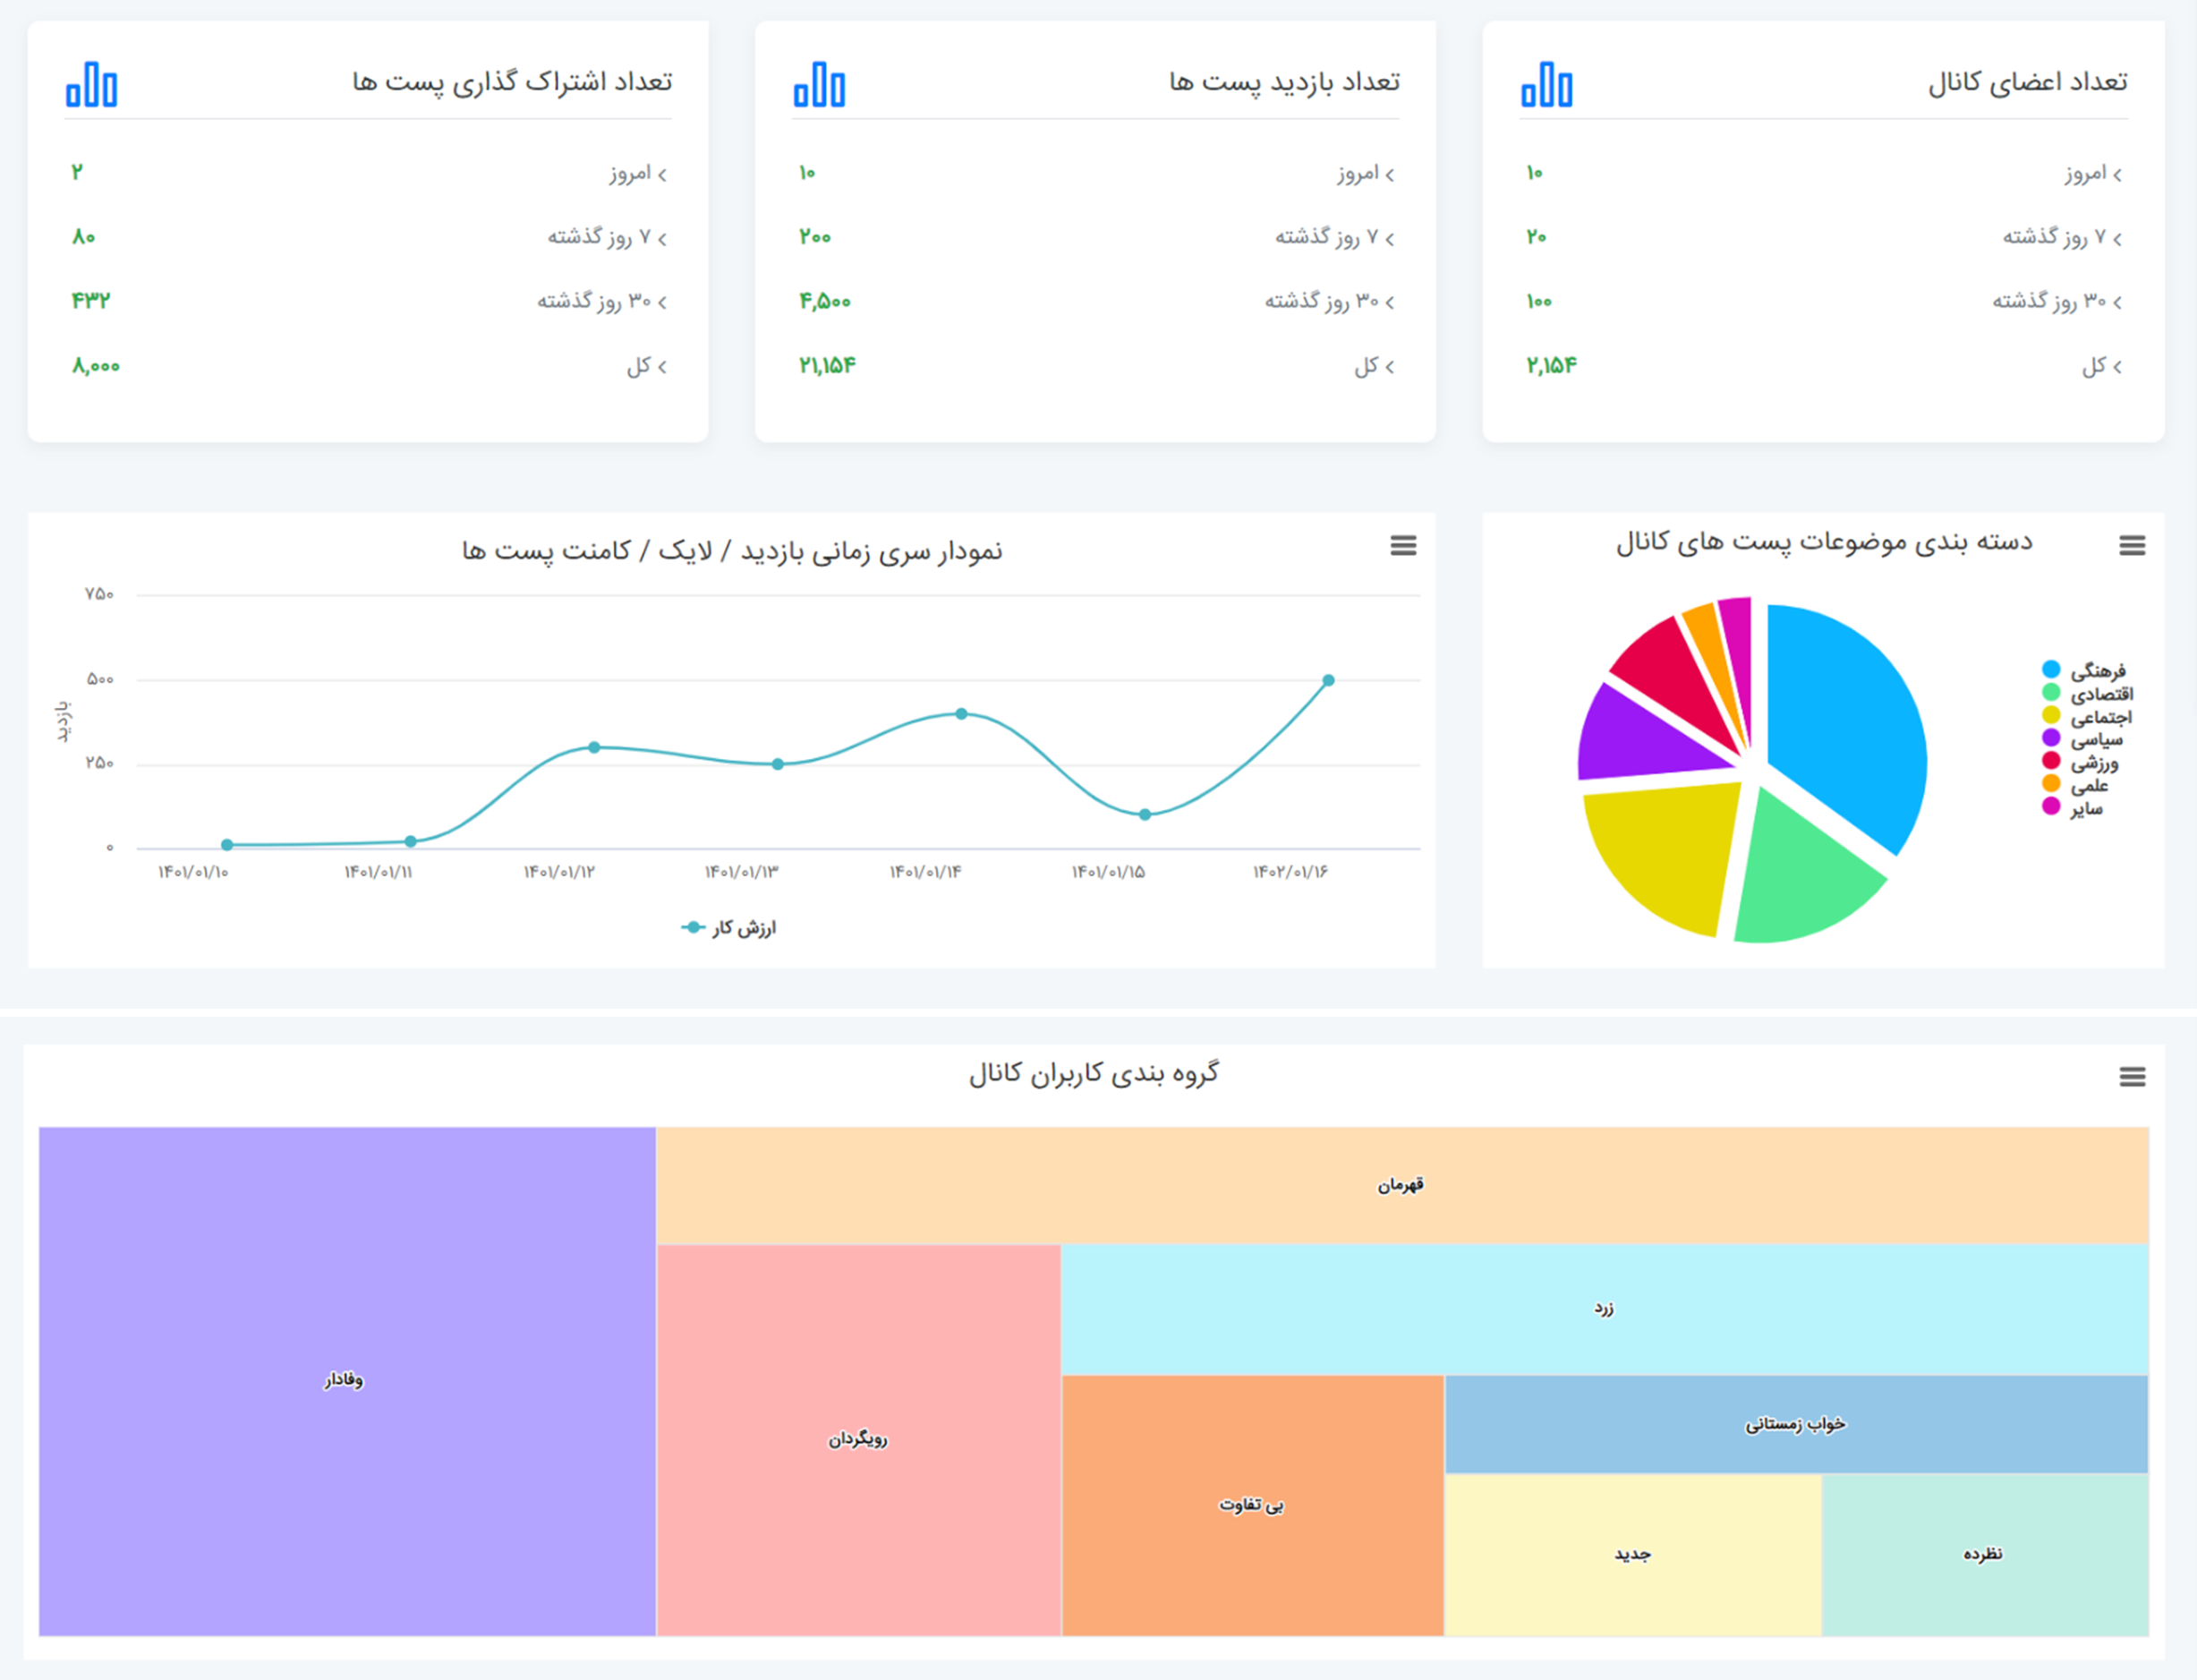 تعداد اعضای کانال
امروز ۱۰
۷ روز گذشته ۲۰
۳۰ روز گذشته ۱۰۰
کل ۲,۱۵۴
تعداد بازدید پست ها
امروز ۱۰
۷ روز گذشته ۲۰۰
۳۰ روز گذشته ۴,۵۰۰
کل ۲۱,۱۵۴
تعداد اشتراک گذاری پست ها
امروز ۲
۷ روز گذشته ۸۰
۳۰ روز گذشته ۴۳۲
کل ۸,۰۰۰
دسته بندی موضوعات پست های کانال
فرهنگی
اقتصادی
اجتماعی
سیاسی
ورزشی
علمی
سایر
نمودار سری زمانی بازدید / لایک / کامنت پست ها
۷۵۰
۵۰۰
۲۵۰
۰
بازدید
۱۴۰۱/۰۱/۱۰
۱۴۰۱/۰۱/۱۱
۱۴۰۱/۰۱/۱۲
۱۴۰۱/۰۱/۱۳
۱۴۰۱/۰۱/۱۴
۱۴۰۱/۰۱/۱۵
۱۴۰۲/۰۱/۱۶
ارزش کار
گروه بندی کاربران کانال
قهرمان
زرد
وفادار
خواب زمستانی
رویگردان
بی تفاوت
نظرده
جدید